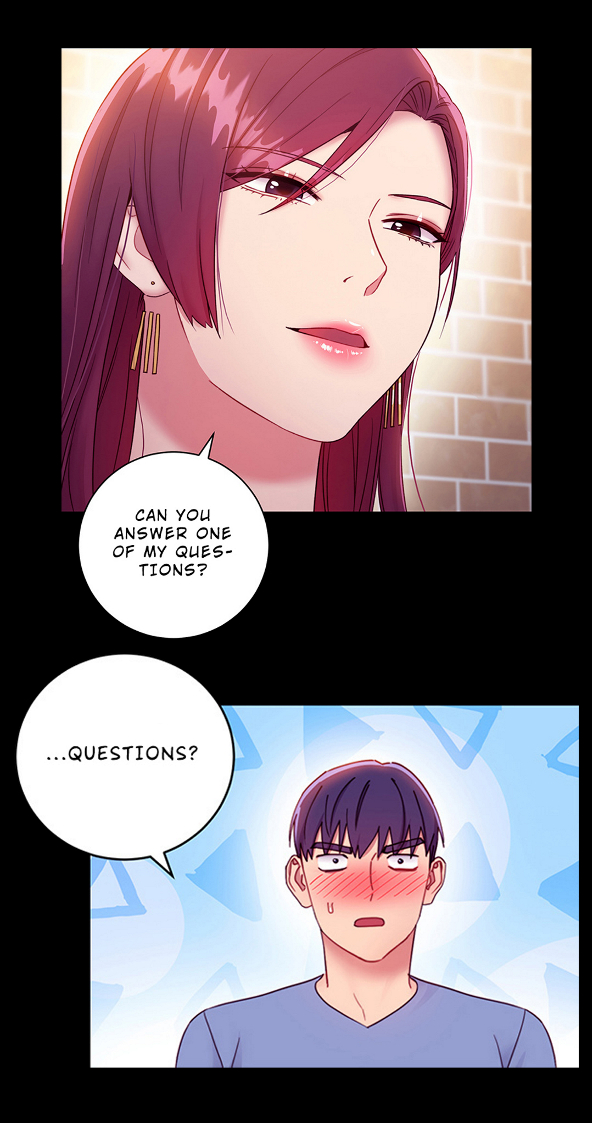 CAN YOU
ANSWER ONE
OF MY QUES-
TIONS?
...QUESTIONS?